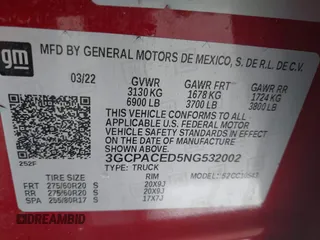 gm
MFD BY GENERAL MOTORS DE MEXICO, S. DE R.L. DE C.V.
03/22 GVWR GAWR FRT GAWR RR
3130 KG 1678 KG 1724 KG
6900 LB 3700 LB 3800 LB
THIS VEHICLE CONFORMS TO ALL
APPLICABLE U.S. FEDERAL MOTOR
VEHICLE SAFETY STANDARDS IN EFFECT
ON THE DATE OF MANUFACTURE SHOWN ABOVE.
3GCPACED5NG532002
TYPE: TRUCK MODEL:
252F
TIRE SIZE RIM
FRT 275/60R20 S 20X9J
RR 275/60R20 S 20X9J
SPA 17X7J
DREAMBID